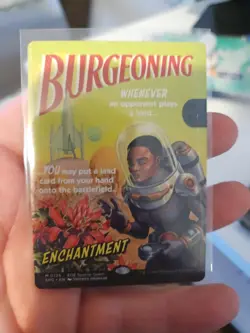 BURGEONING
WHENEVER
an opponent plays
a land...
...YOU may put a land
card from your hand
onto the battlefield.
ENCHANTMENT